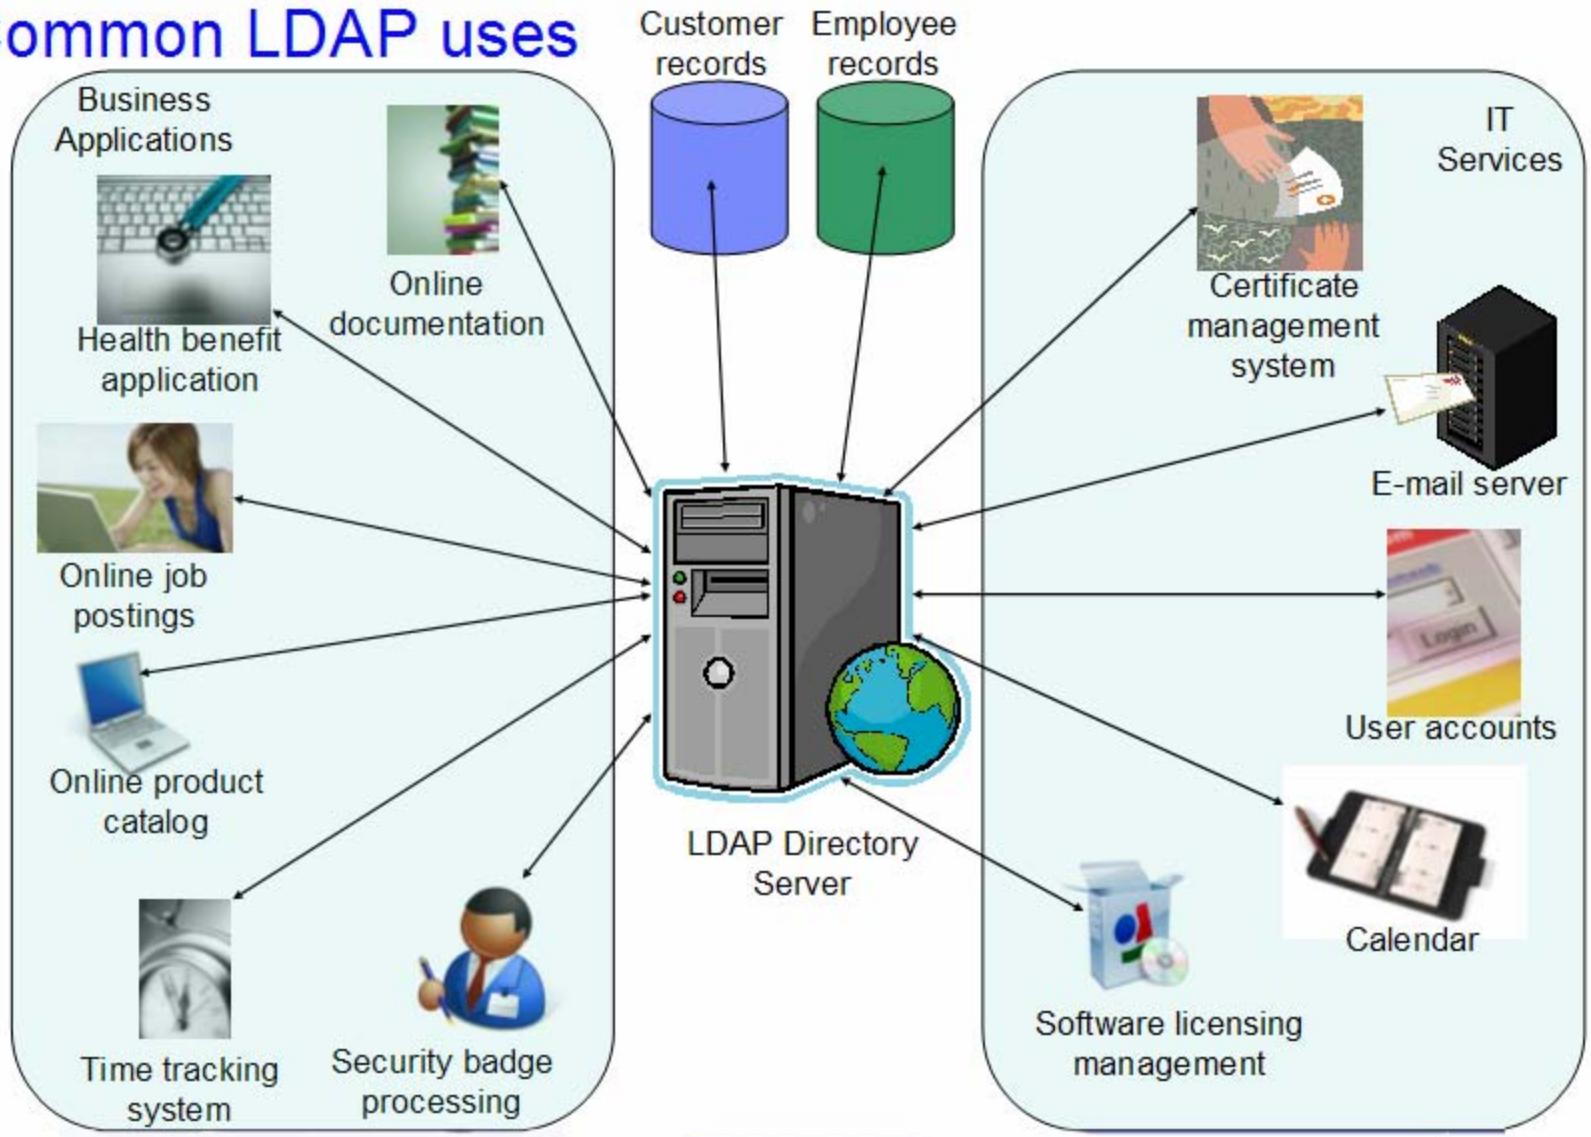 ommon LDAP uses
Customer
records
Employee
records
Business
Applications
Online
documentation
Health benefit
application
Online job
postings
Online product
catalog
Time tracking
system
Security badge
processing
LDAP Directory
Server
IT
Services
Certificate
management
system
E-mail server
Login
User accounts
Calendar
Software licensing
management